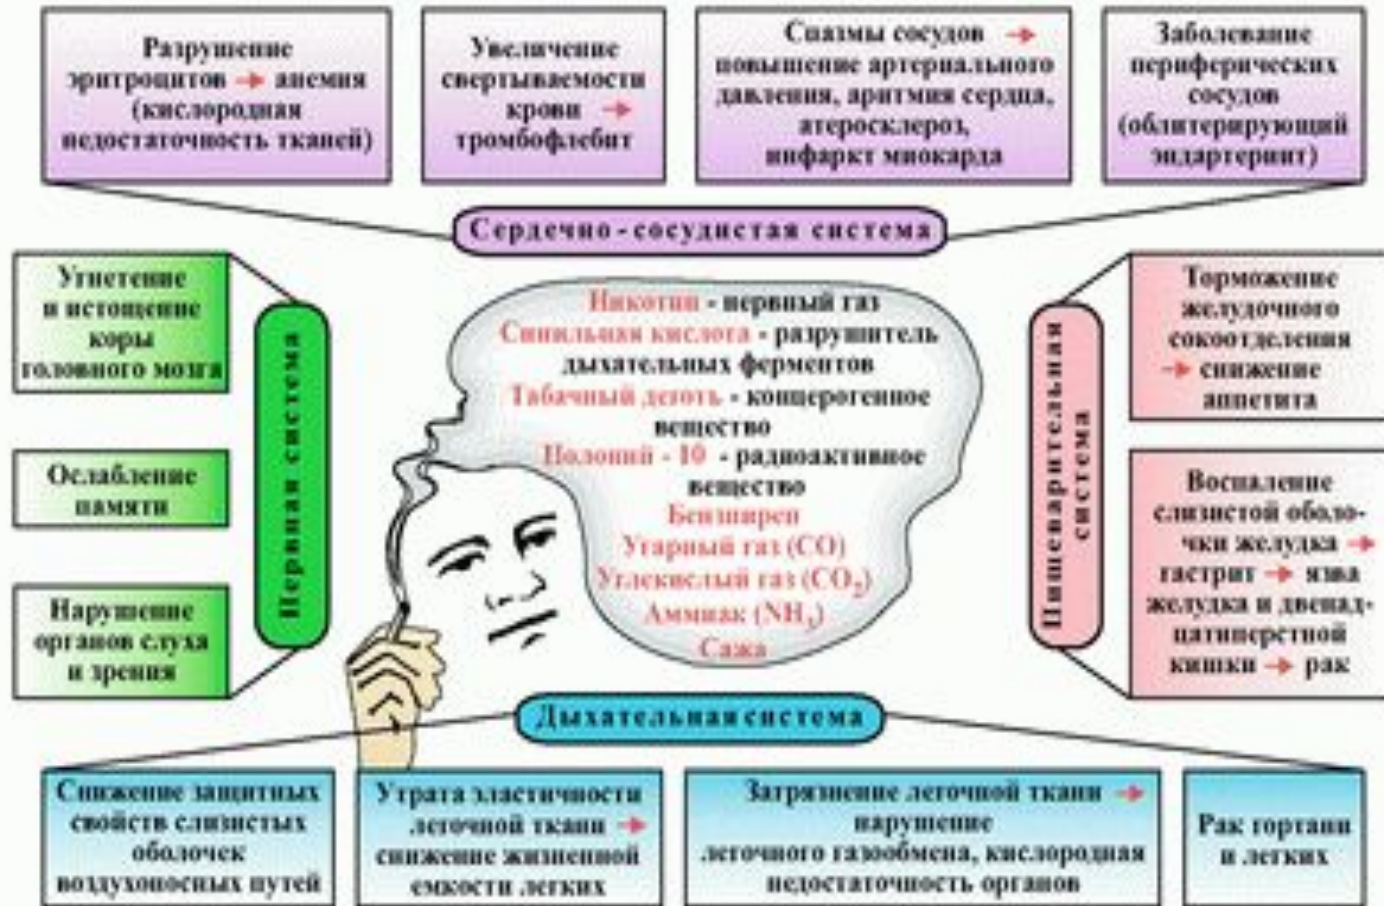 Разрушение
эритроцитов → анемия
(кислородная
недостаточность тканей)
Увеличение
свертываемости
крови →
тромбофлебит
Спазмы сосудов →
повышение артериального
давления, аритмия сердца,
атеросклероз,
инфаркт миокарда
Заболевание
периферических
сосудов
(облитерирующий
эндартериит)
Сердечно-сосудистая система
Угнетение
и истощение
коры
головного мозга
Ослабление
памяти
Нарушение
органов слуха
и зрения
Нервная система
Никотин - нервный газ
Синильная кислота - разрушитель
дыхательных ферментов
Табачный деготь - концерогенное
вещество
Полоний - 10 - радиоактивное
вещество
Бензпирен
Угарный газ (CO)
Углекислый газ (CO₂)
Аммиак (NH₃)
Сажа
Пищеварительная
система
Торможение
желудочного
сокоотделения
→ снижение
аппетита
Воспаление
слизистой оболо-
чки желудка →
гастрит → язва
желудка и двенад-
цатиперстной
кишки → рак
Дыхательная система
Снижение защитных
свойств слизистых
оболочек
воздухоносных путей
Утрата эластичности
легочной ткани →
снижение жизненной
емкости легких
Загрязнение легочной ткани →
нарушение
легочного газообмена, кислородная
недостаточность органов
Рак гортани
и легких